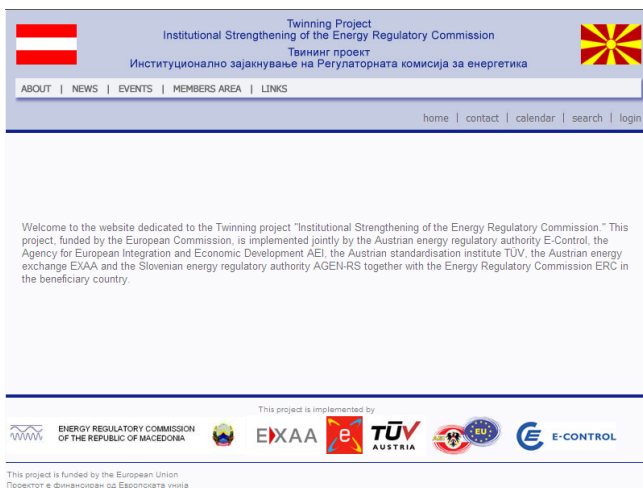 Twinning Project
Institutional Strengthening of the Energy Regulatory Commission
Твининг проект
Институционално зајакнување на Регулаторната комисија за енергетика
ABOUT | NEWS | EVENTS | MEMBERS AREA | LINKS
home | contact | calendar | search | login
Welcome to the website dedicated to the Twinning project "Institutional Strengthening of the Energy Regulatory Commission." This
project, funded by the European Commission, is implemented jointly by the Austrian energy regulatory authority E-Control, the
Agency for European Integration and Economic Development AEI, the Austrian standardisation institute TÜV, the Austrian energy
exchange EXAA and the Slovenian energy regulatory authority AGEN-RS together with the Energy Regulatory Commission ERC in
the beneficiary country.
This project is implemented by
ENERGY REGULATORY COMMISSION
OF THE REPUBLIC OF MACEDONIA
EXAA
e
TÜV
AUSTRIA
AEI
EU
E-CONTROL
This project is funded by the European Union
Проектот е финансиран од Европската унија